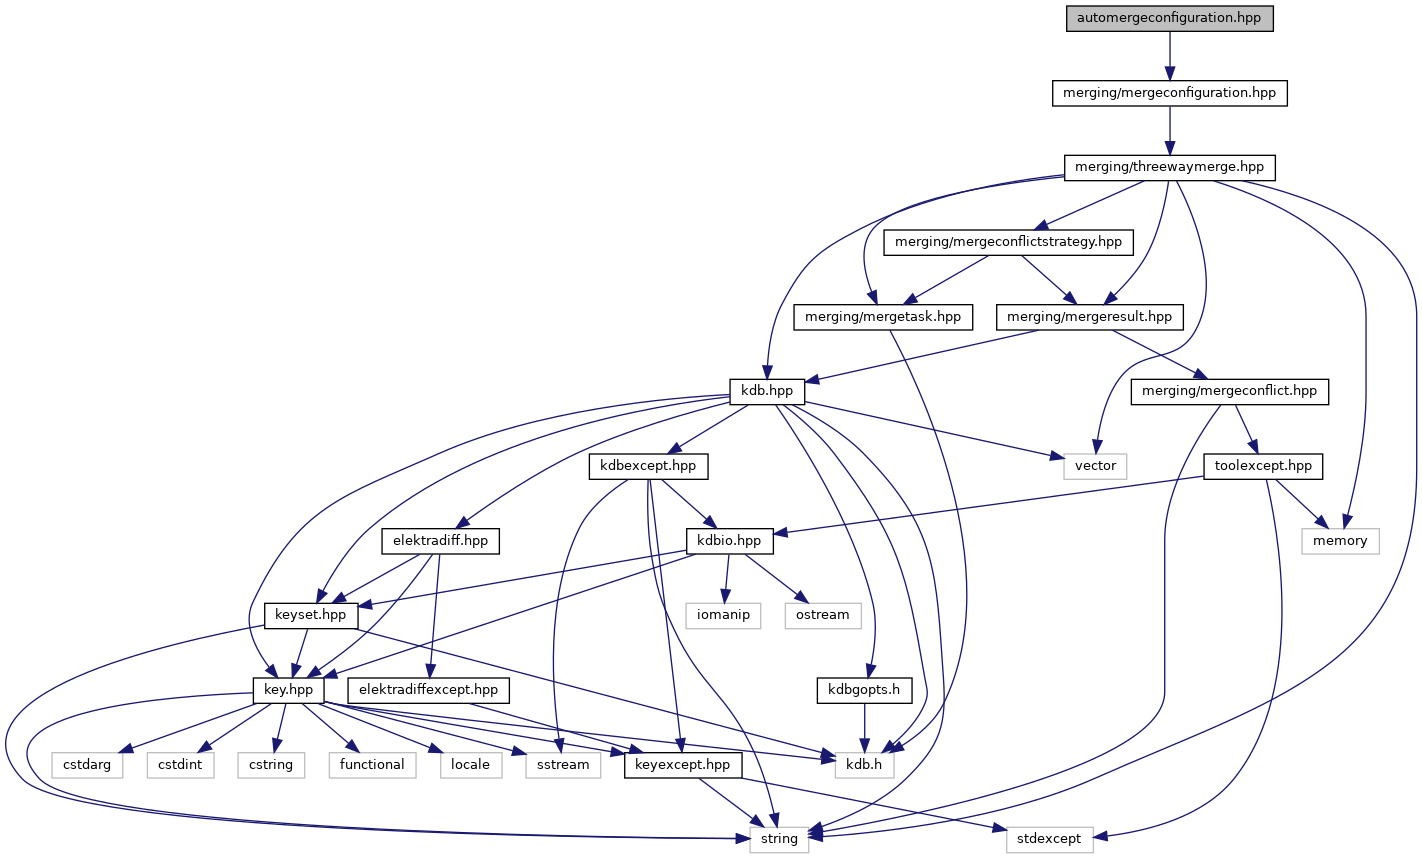 automergeconfiguration.hpp
merging/mergeconfiguration.hpp
merging/threewaymerge.hpp
merging/mergeconflictstrategy.hpp
merging/mergetask.hpp
merging/mergeresult.hpp
kdb.hpp
merging/mergeconflict.hpp
kdbexcept.hpp
vector
toolexcept.hpp
elektradiff.hpp
kdbio.hpp
memory
keyset.hpp
iomanip
ostream
key.hpp
elektradiffexcept.hpp
kdbgopts.h
cstdarg
cstdint
cstring
functional
locale
sstream
keyexcept.hpp
kdb.h
string
stdexcept